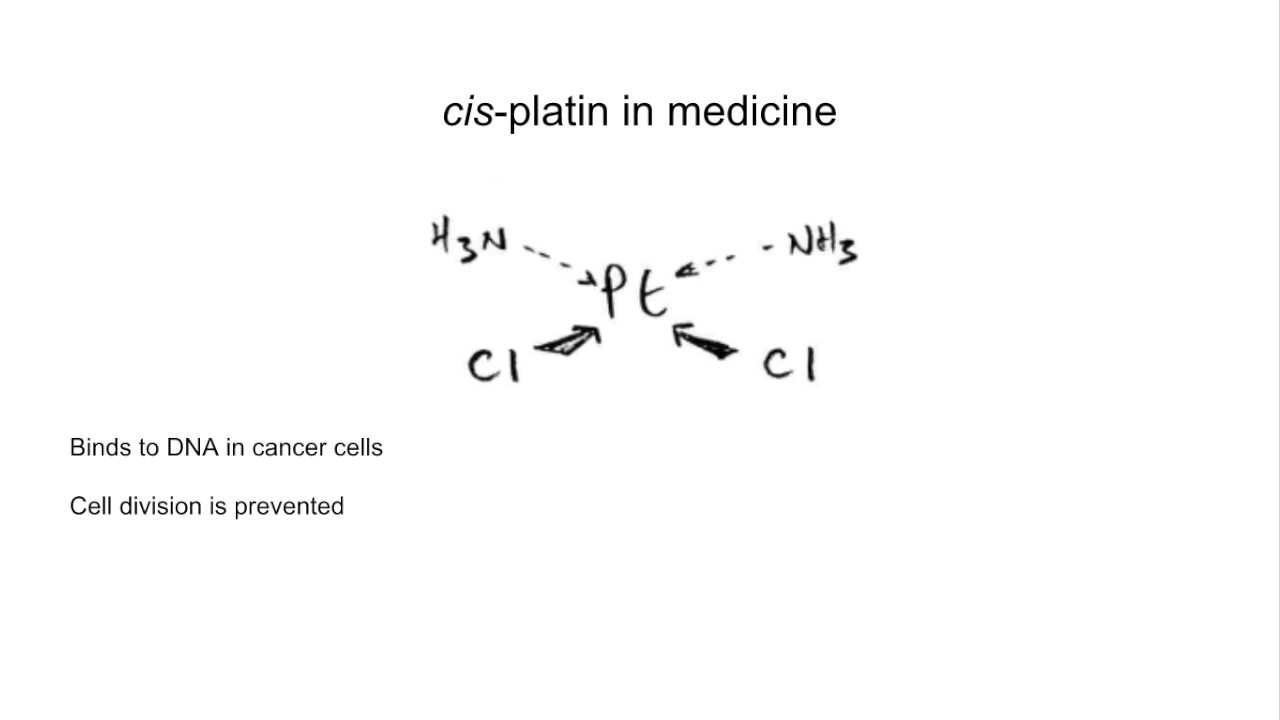 cis-platin in medicine
H₃N NH₃
Pt
Cl Cl
Binds to DNA in cancer cells
Cell division is prevented